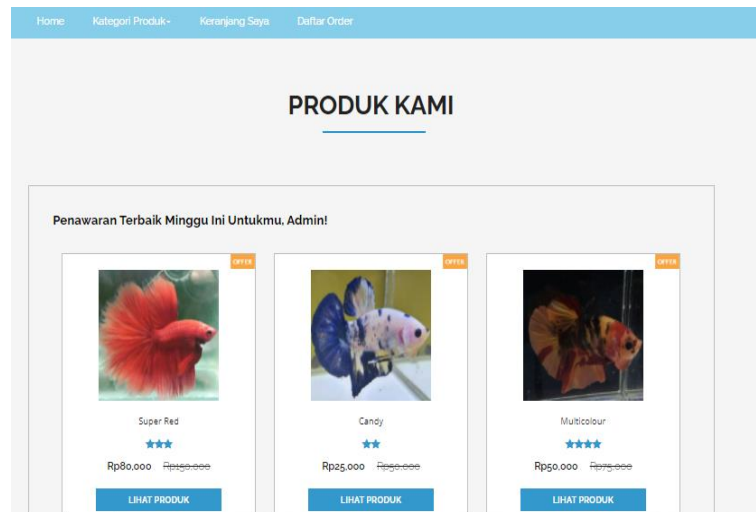 Home Kategori Produk Keranjang Saya Daftar Order
PRODUK KAMI
Penawaran Terbaik Minggu Ini Untukmu, Admin!
OFFER OFFER OFFER
Super Red Candy Multicolour
Rp80,000 Rp150,000 Rp25,000 Rp50,000 Rp50,000 Rp75,000
LIHAT PRODUK LIHAT PRODUK LIHAT PRODUK